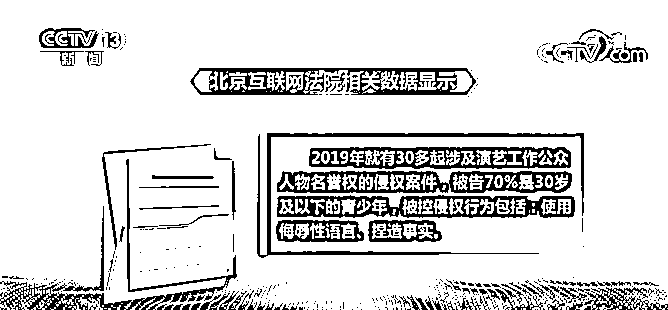 CCTV 13
新闻
CCTV.com
北京互联网法院相关数据显示
2019年就有30多起涉及演艺工作公众
人物名誉权的侵权案件，被告70%是30岁
及以下的青少年，被控侵权行为包括：使用
侮辱性语言、捏造事实。